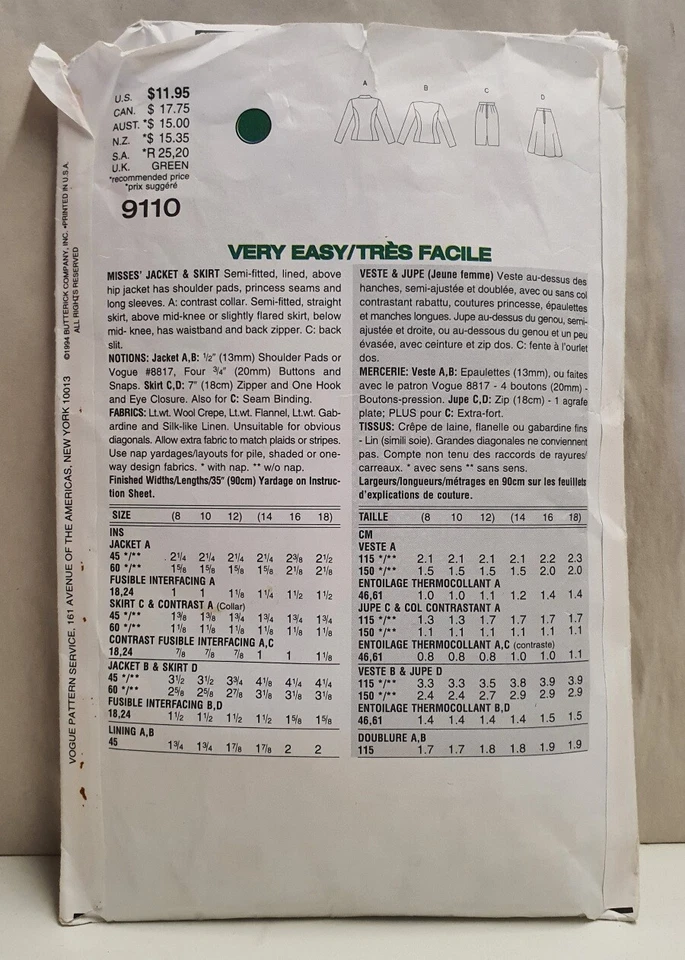 U.S. $11.95
CAN. $ 17.75
AUST. *$ 15.00
N.Z. *$ 15.35
S.A. *R 25,20
U.K. GREEN
*recommended price
*prix suggéré
9110
A
B
C
D
VERY EASY/TRÈS FACILE
MISSES' JACKET & SKIRT Semi-fitted, lined, above
hip jacket has shoulder pads, princess seams and
long sleeves. A: contrast collar. Semi-fitted, straight
skirt, above mid-knee or slightly flared skirt, below
mid- knee, has waistband and back zipper. C: back
slit.
NOTIONS: Jacket A,B: 1/2" (13mm) Shoulder Pads or
Vogue #8817, Four 3/4" (20mm) Buttons and
Snaps. Skirt C,D: 7" (18cm) Zipper and One Hook
and Eye Closure. Also for C: Seam Binding.
FABRICS: Lt.wt. Wool Crepe, Lt.wt. Flannel, Lt.wt. Gab-
ardine and Silk-like Linen. Unsuitable for obvious
diagonals. Allow extra fabric to match plaids or stripes.
Use nap yardages/layouts for pile, shaded or one-
way design fabrics. * with nap. ** w/o nap.
Finished Widths/Lengths/35" (90cm) Yardage on Instruc-
tion Sheet.
SIZE (8 10 12) (14 16 18)
INS
JACKET A
45 */** 2 1/4 2 1/4 2 1/4 2 1/4 2 3/8 2 1/2
60 */** 1 5/8 1 5/8 1 5/8 1 5/8 2 1/8 2 1/8
FUSIBLE INTERFACING A
18,24 1 1 1 1/8 1 1/4 1 1/2 1 1/2
SKIRT C & CONTRAST A (Collar)
45 */** 1 3/8 1 3/8 1 3/4 1 3/4 1 3/4 1 3/4
60 */** 1 1/8 1 1/8 1 1/8 1 1/8 1 1/8 1 1/8
CONTRAST FUSIBLE INTERFACING A,C
18,24 7/8 7/8 7/8 1 1 1 1/8
JACKET B & SKIRT D
45 */** 3 1/2 3 1/2 3 3/4 4 1/8 4 1/4 4 1/4
60 */** 2 5/8 2 5/8 2 7/8 3 1/8 3 1/8 3 1/8
FUSIBLE INTERFACING B,D
18,24 1 1/2 1 1/2 1 1/2 1 1/2 1 5/8 1 5/8
LINING A,B
45 1 3/4 1 3/4 1 7/8 1 7/8 2 2
VESTE & JUPE (Jeune femme) Veste au-dessus des
hanches, semi-ajustée et doublée, avec ou sans col
contrastant rabattu, coutures princesse, épaulettes
et manches longues. Jupe au-dessus du genou, semi-
ajustée et droite, ou au-dessous du genou et un peu
évasée, avec ceinture et zip dos. C: fente à l'ourlet
dos.
MERCERIE: Veste A,B: Epaulettes (13mm), ou faites
avec le patron Vogue 8817 - 4 boutons (20mm) -
Boutons-pression. Jupe C,D: Zip (18cm) - 1 agrafe
plate; PLUS pour C: Extra-fort.
TISSUS: Crêpe de laine, flanelle ou gabardine fins
- Lin (simili soie). Grandes diagonales ne conviennent
pas. Compte non tenu des raccords de rayures/
carreaux. * avec sens ** sans sens.
Largeurs/longueurs/métrages en 90cm sur les feuilles
d'explications de couture.
TAILLE (8 10 12) (14 16 18)
CM
VESTE A
115 */** 2.1 2.1 2.1 2.1 2.2 2.3
150 */** 1.5 1.5 1.5 1.5 2.0 2.0
ENTOILAGE THERMOCOLLANT A
46,61 1.0 1.0 1.1 1.2 1.4 1.4
JUPE C & COL CONTRASTANT A
115 */** 1.3 1.3 1.7 1.7 1.7 1.7
150 */** 1.1 1.1 1.1 1.1 1.1 1.1
ENTOILAGE THERMOCOLLANT A,C (contraste)
46,61 0.8 0.8 0.8 1.0 1.0 1.1
VESTE B & JUPE D
115 */** 3.3 3.3 3.5 3.8 3.9 3.9
150 */** 2.4 2.4 2.7 2.9 2.9 2.9
ENTOILAGE THERMOCOLLANT B,D
46,61 1.4 1.4 1.4 1.4 1.5 1.5
DOUBLURE A,B
115 1.7 1.7 1.8 1.8 1.9 1.9
VOGUE PATTERN SERVICE, 161 AVENUE OF THE AMERICAS, NEW YORK 10013 ©1994 BUTTERICK COMPANY, INC. •PRINTED IN U.S.A.
ALL RIGHTS RESERVED